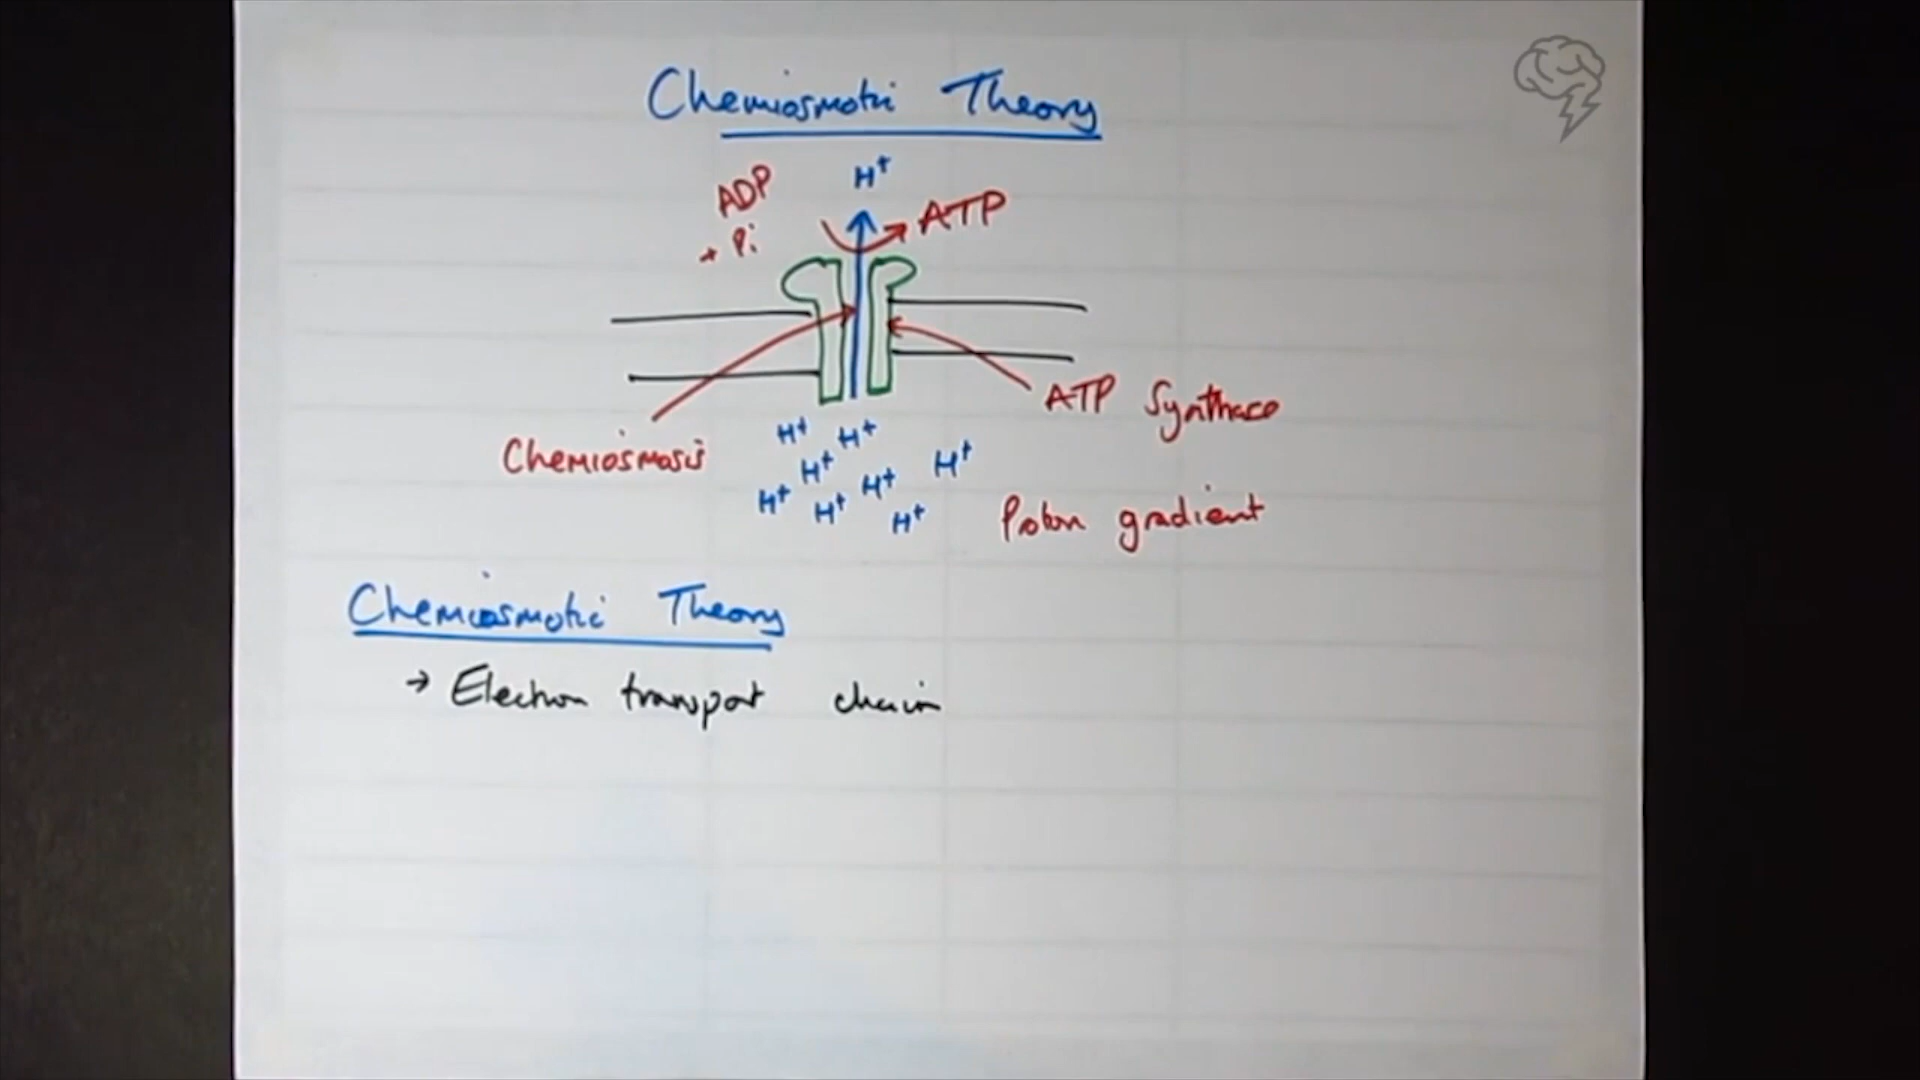 Chemiosmotic Theory
H+
ADP
+ Pi
ATP
ATP Synthase
Chemiosmosis
H+ H+
H+ H+
H+ H+ H+
H+
Proton gradient
Chemiosmotic Theory
→ Electron transport chain